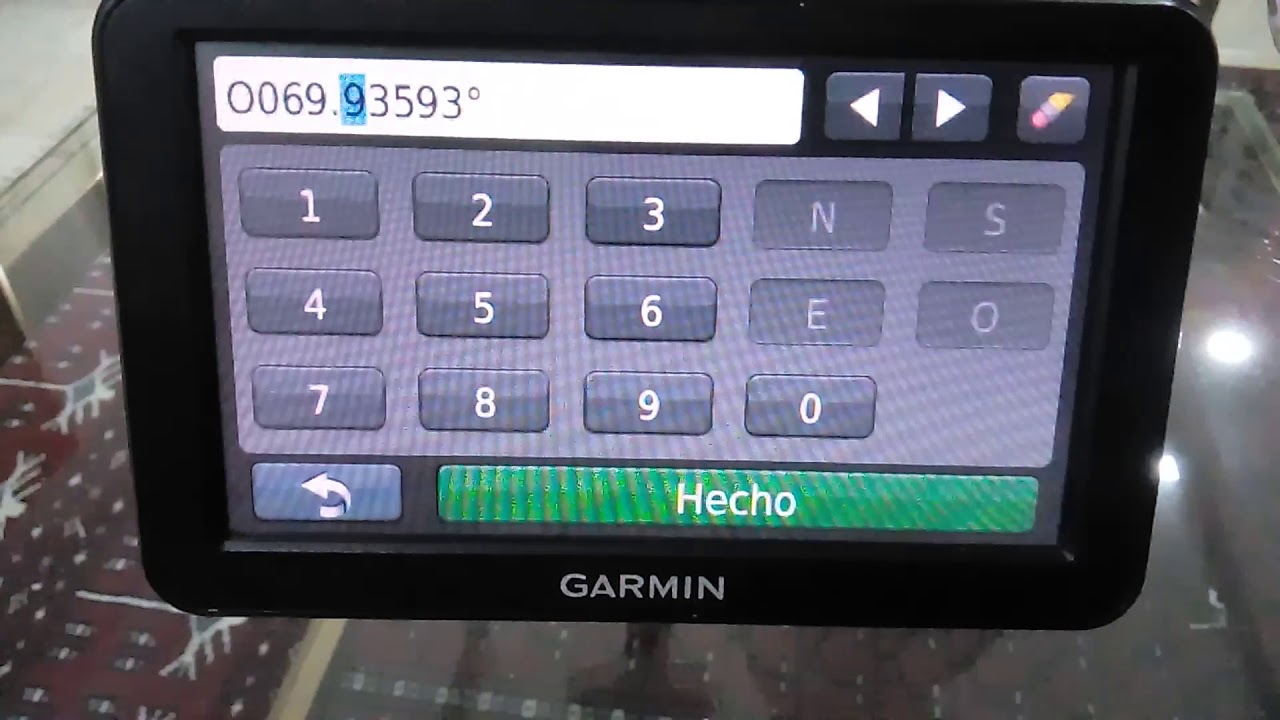 O069.93593°
1 2 3 N S
4 5 6 E O
7 8 9 0
Hecho
GARMIN